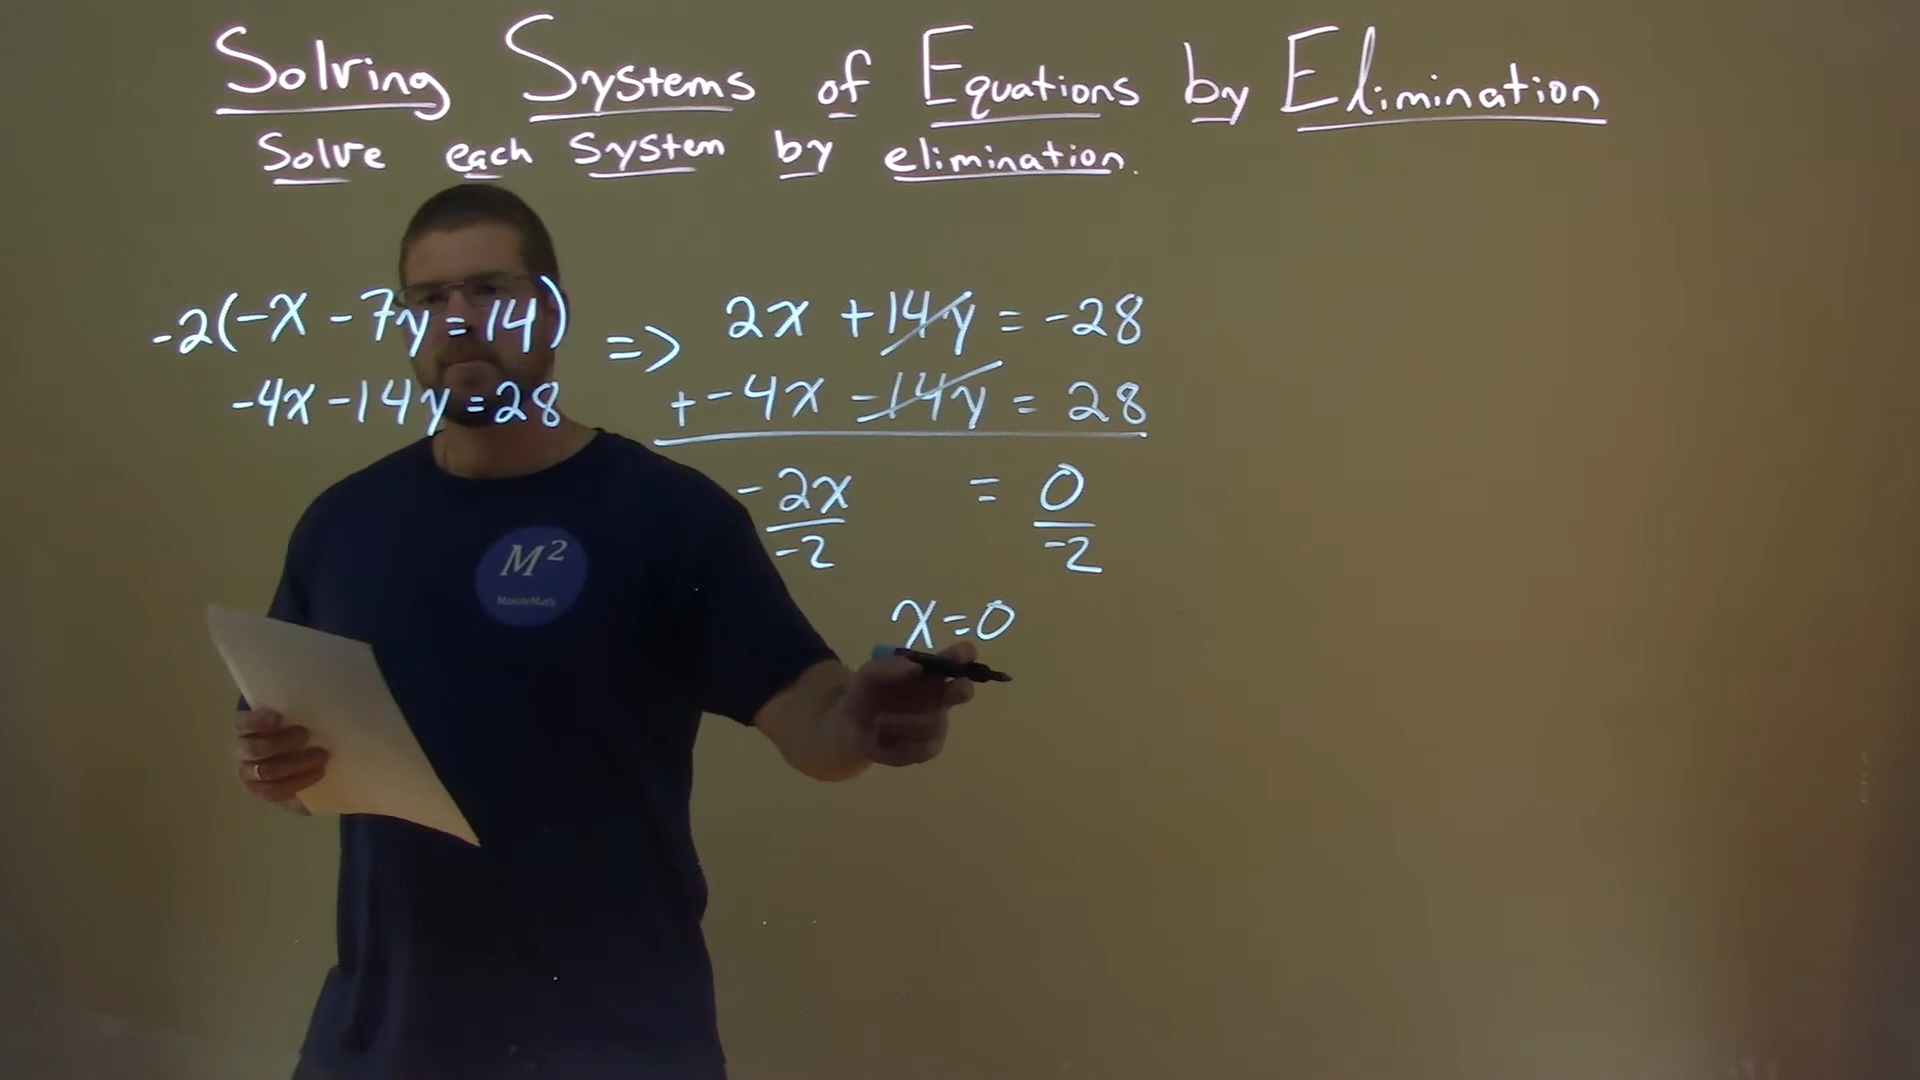 Solving Systems of Equations by Elimination
Solve each system by elimination.
-2(-x - 7y = 14)
-4x - 14y = 28
=>
2x + 14y = -28
+ -4x - 14y = 28
-2x = 0
-2 -2
x = 0
M²
MinuteMath